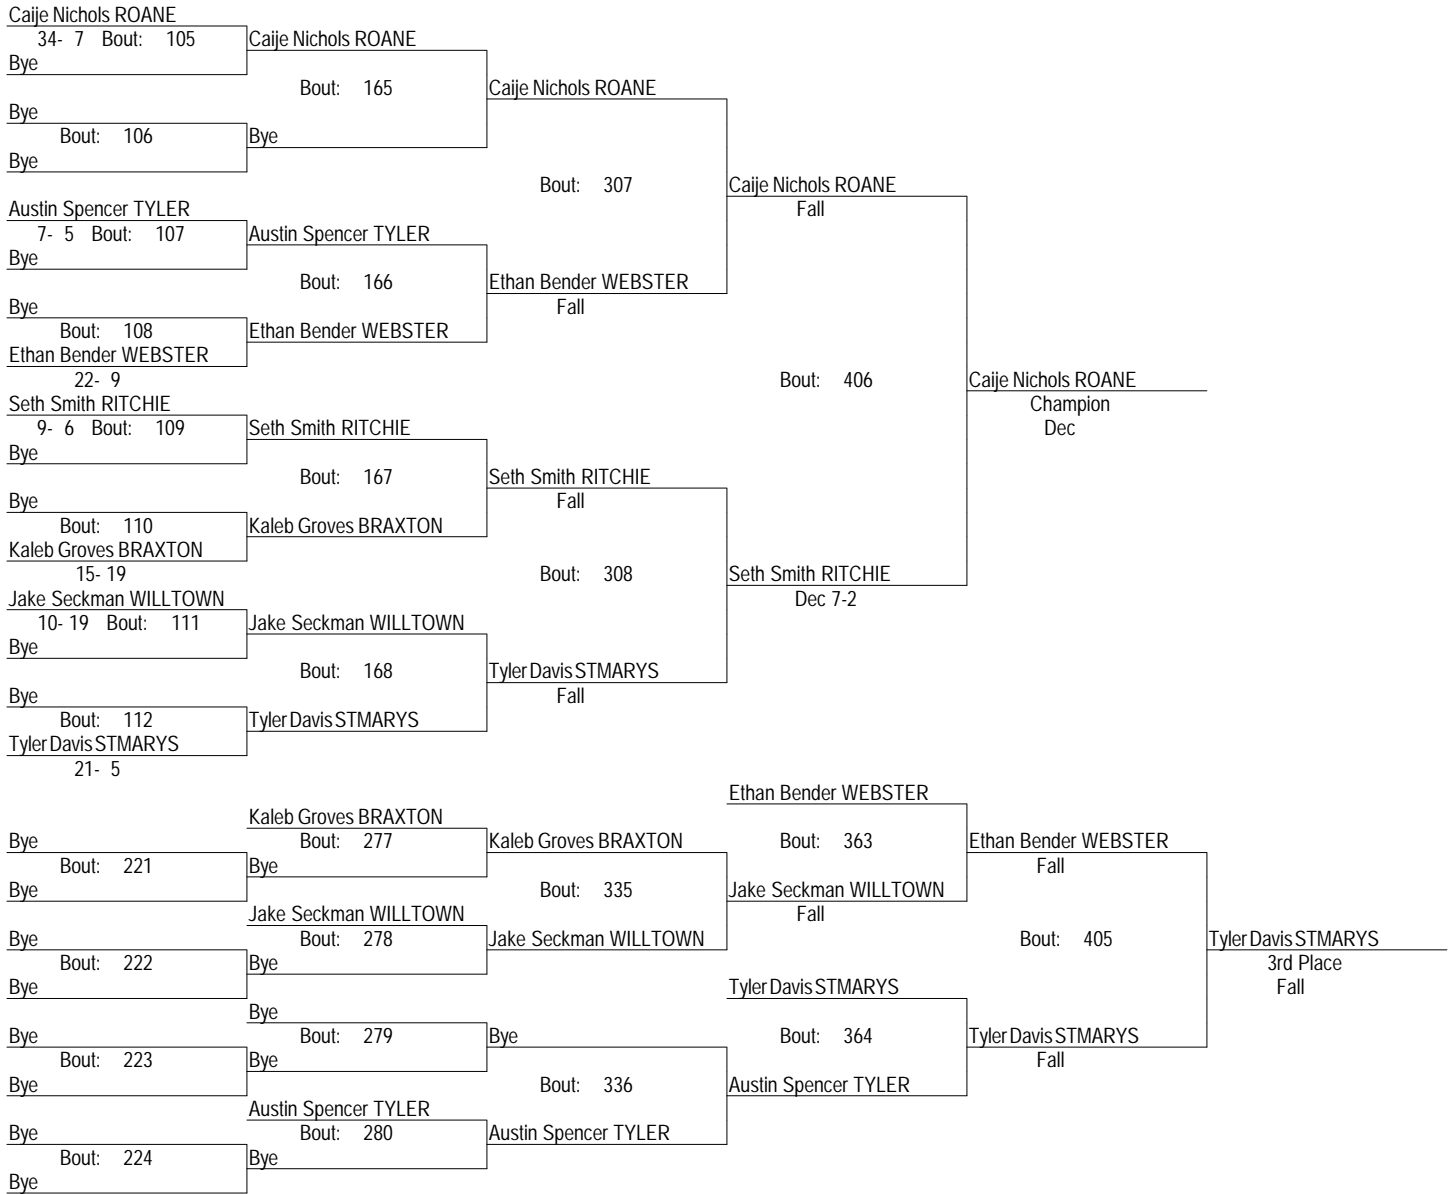 Caije Nichols ROANE
34- 7 Bout: 105 Caije Nichols ROANE
Bye
Bout: 165 Caije Nichols ROANE
Bye
Bout: 106 Bye
Bye
Bout: 307 Caije Nichols ROANE
Fall
Austin Spencer TYLER
7- 5 Bout: 107 Austin Spencer TYLER
Bye
Bout: 166 Ethan Bender WEBSTER
Bye Fall
Bout: 108 Ethan Bender WEBSTER
Ethan Bender WEBSTER
22- 9 Bout: 406 Caije Nichols ROANE
Seth Smith RITCHIE Champion
9- 6 Bout: 109 Seth Smith RITCHIE Dec
Bye
Bout: 167 Seth Smith RITCHIE
Bye Fall
Bout: 110 Kaleb Groves BRAXTON
Kaleb Groves BRAXTON
15- 19 Bout: 308 Seth Smith RITCHIE
Jake Seckman WILLTOWN Dec 7-2
10- 19 Bout: 111 Jake Seckman WILLTOWN
Bye
Bout: 168 Tyler Davis STMARYS
Bye Fall
Bout: 112 Tyler Davis STMARYS
Tyler Davis STMARYS
21- 5
Ethan Bender WEBSTER
Kaleb Groves BRAXTON
Bye Bout: 277 Kaleb Groves BRAXTON Bout: 363 Ethan Bender WEBSTER
Bout: 221 Bye Fall
Bye Bout: 335 Jake Seckman WILLTOWN
Jake Seckman WILLTOWN Fall
Bye Bout: 278 Jake Seckman WILLTOWN Bout: 405 Tyler Davis STMARYS
Bout: 222 Bye 3rd Place
Bye Tyler Davis STMARYS Fall
Bye
Bye Bout: 279 Bye Bout: 364 Tyler Davis STMARYS
Bout: 223 Bye Fall
Bye Bout: 336 Austin Spencer TYLER
Austin Spencer TYLER
Bye Bout: 280 Austin Spencer TYLER
Bout: 224 Bye
Bye